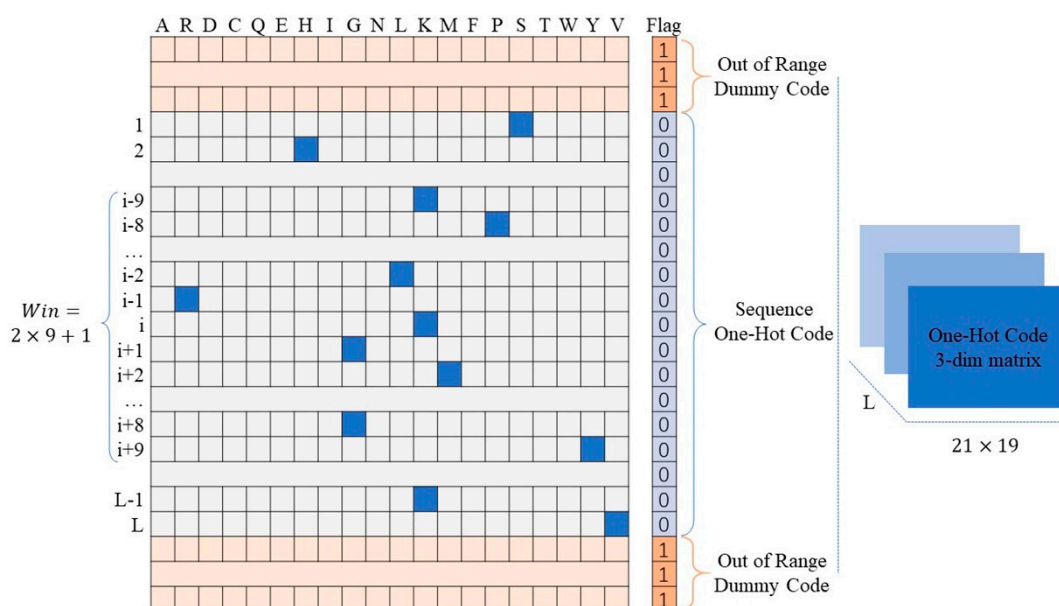 A R D C Q E H I G N L K M F P S T W Y V Flag
1
1
1
Out of Range
Dummy Code
1 0
2 0
0
i-9 0
i-8 0
... 0
i-2 0
i-1 0
i 0
i+1 0
i+2 0
... 0
i+8 0
i+9 0
0
L-1 0
L 0
Win =
2 × 9 + 1
Sequence
One-Hot Code
1
1
1
Out of Range
Dummy Code
One-Hot Code
3-dim matrix
L
21 × 19